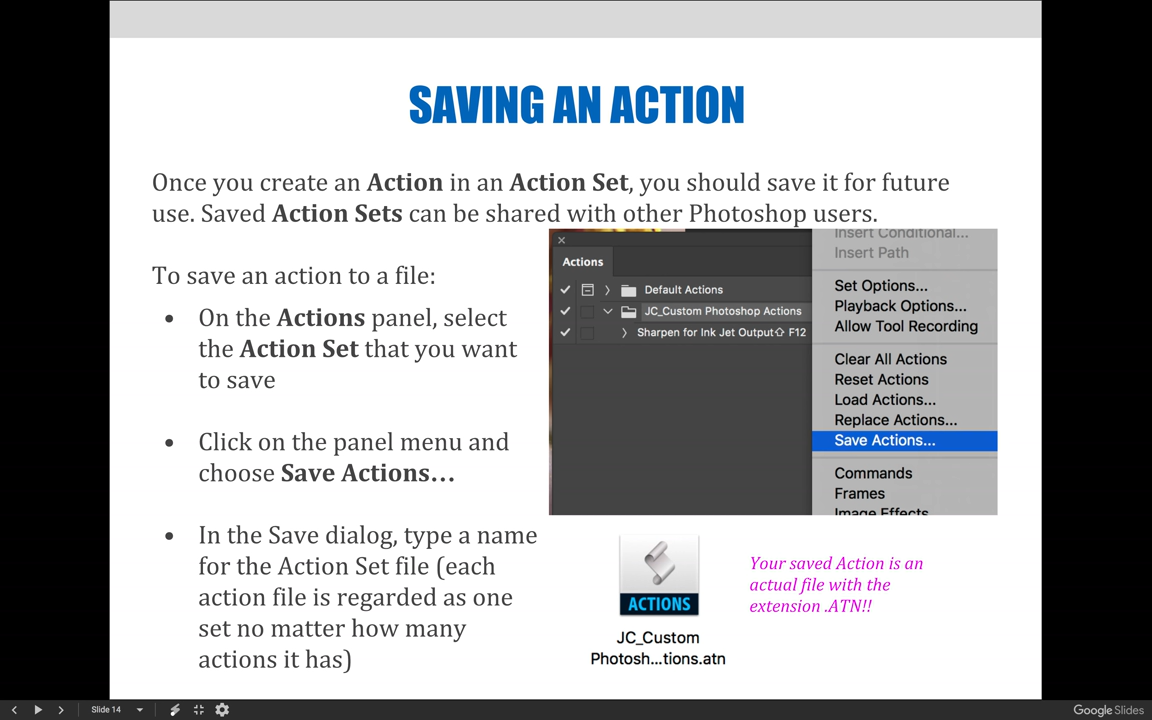 SAVING AN ACTION
Once you create an Action in an Action Set, you should save it for future
use. Saved Action Sets can be shared with other Photoshop users.
To save an action to a file:
• On the Actions panel, select
the Action Set that you want
to save
• Click on the panel menu and
choose Save Actions…
• In the Save dialog, type a name
for the Action Set file (each
action file is regarded as one
set no matter how many
actions it has)
Actions
Default Actions
JC_Custom Photoshop Actions
Sharpen for Ink Jet Output⇧ F12
Insert Conditional...
Insert Path
Set Options...
Playback Options...
Allow Tool Recording
Clear All Actions
Reset Actions
Load Actions...
Replace Actions...
Save Actions...
Commands
Frames
Image Effects
ACTIONS
JC_Custom
Photosh...tions.atn
Your saved Action is an
actual file with the
extension .ATN!!
Slide 14
Google Slides